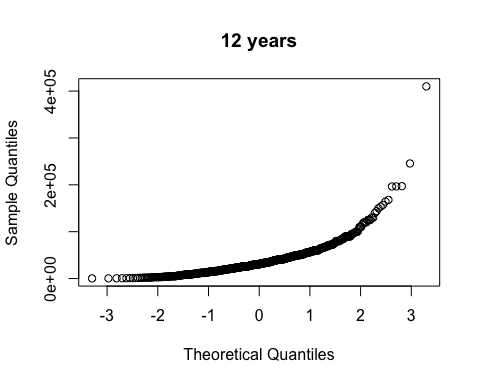 12 years
Sample Quantiles
4e+05
2e+05
0e+00
-3 -2 -1 0 1 2 3
Theoretical Quantiles